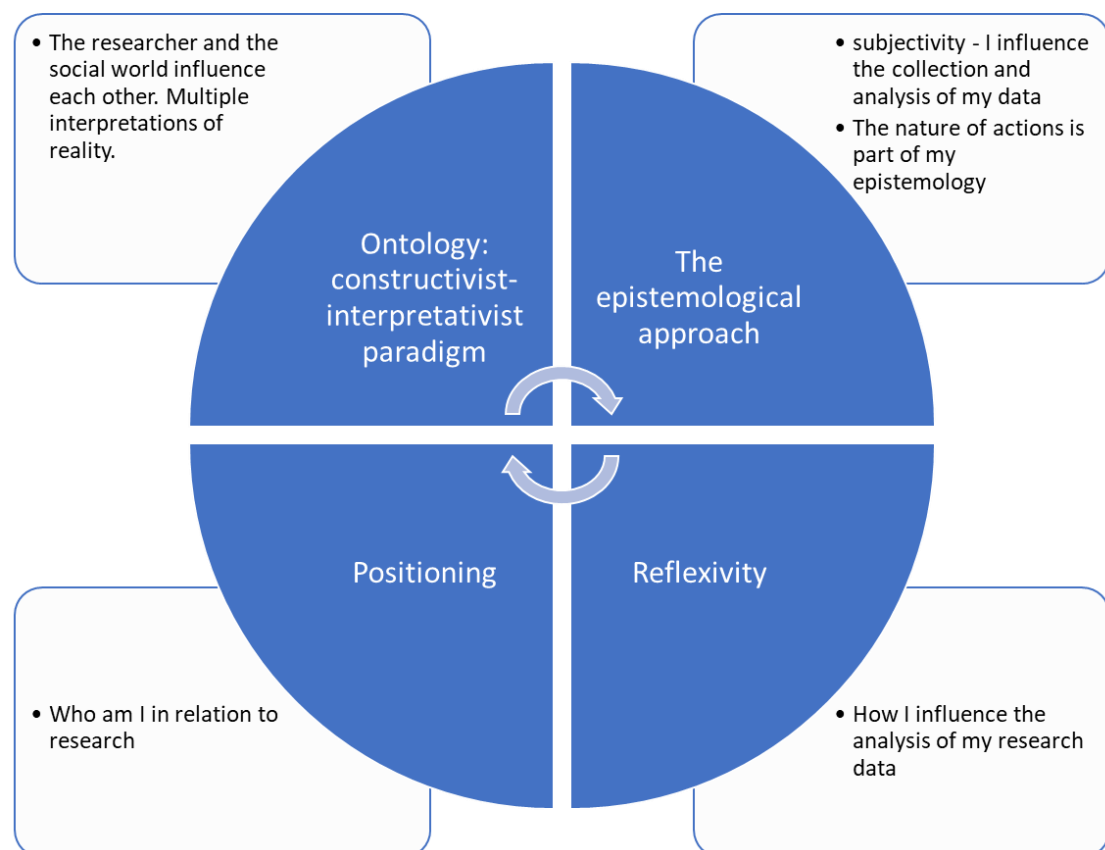 • The researcher and the
social world influence
each other. Multiple
interpretations of
reality.
• subjectivity - I influence
the collection and
analysis of my data
• The nature of actions is
part of my
epistemology
Ontology:
constructivist-
interpretativist
paradigm
The
epistemological
approach
Positioning
Reflexivity
• Who am I in relation to
research
• How I influence the
analysis of my research
data